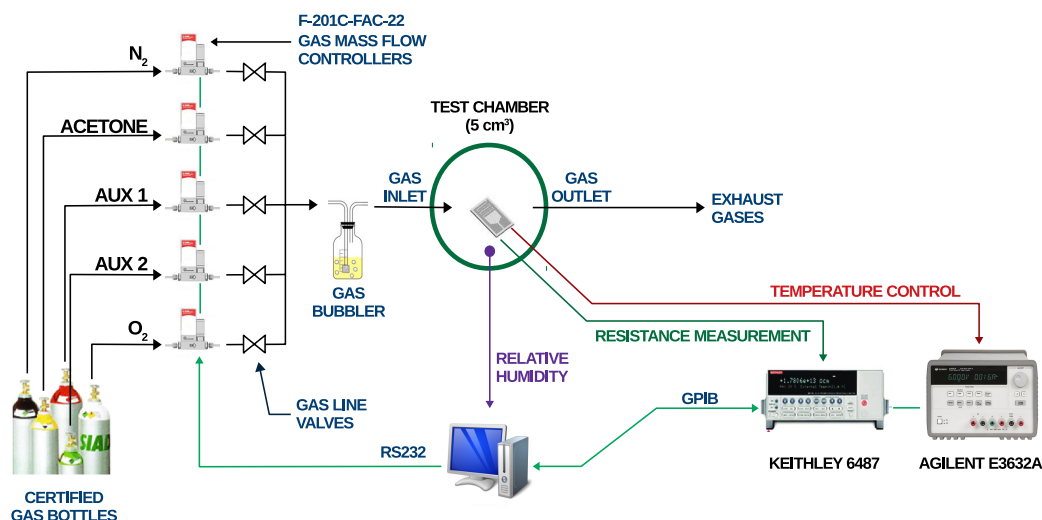 F-201C-FAC-22
GAS MASS FLOW
CONTROLLERS
N2
ACETONE
AUX 1
AUX 2
O2
TEST CHAMBER
(5 cm³)
GAS
INLET
GAS
OUTLET
EXHAUST
GASES
GAS
BUBBLER
TEMPERATURE CONTROL
RESISTANCE MEASUREMENT
RELATIVE
HUMIDITY
GAS LINE
VALVES
GPIB
RS232
SIAD
KEITHLEY 6487
AGILENT E3632A
CERTIFIED
GAS BOTTLES